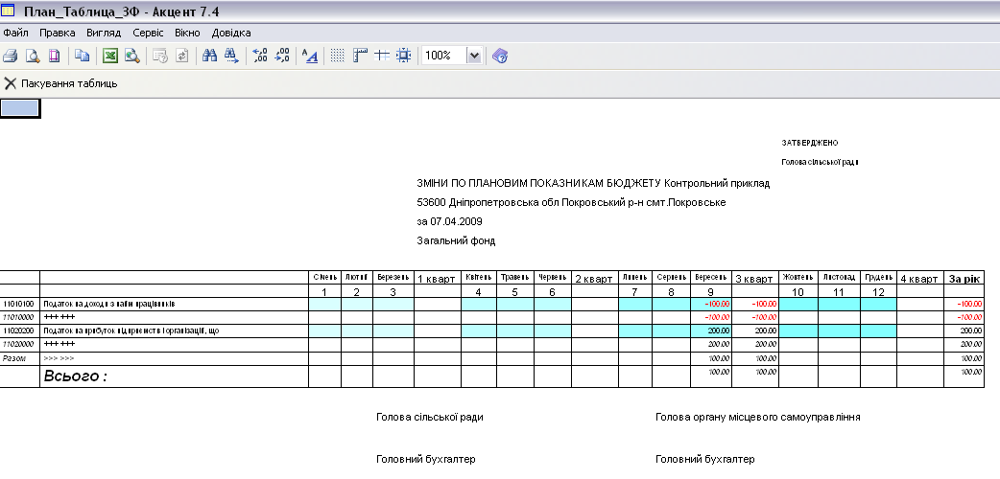 План_Таблица_ЗФ - Акцент 7.4
Файл Правка Вигляд Сервіс Вікно Довідка
100%
Пакування таблиць
ЗАТВЕРДЖЕНО
Голова сільської ради
ЗМІНИ ПО ПЛАНОВИМ ПОКАЗНИКАМ БЮДЖЕТУ Контрольний приклад
53600 Дніпропетровська обл Покровський р-н смт.Покровське
за 07.04.2009
Загальний фонд
Січень Лютий Березень 1 кварт Квітень Травень Червень 2 кварт Липень Серпень Вересень 3 кварт Жовтень Листопад Грудень 4 кварт За рік
1 2 3 4 5 6 7 8 9 10 11 12
11010100 Податок на доходи з найм працівників -100.00 -100.00 -100.00
11010000 +++ +++ -100.00 -100.00 -100.00
11020200 Податок на прибуток підприємств і організацій, що 200.00 200.00 200.00
11020000 +++ +++ 200.00 200.00 200.00
Разом >>> >>> 100.00 100.00 100.00
Всього : 100.00 100.00 100.00
Голова сільської ради Голова органу місцевого самоуправління
Головний бухгалтер Головний бухгалтер